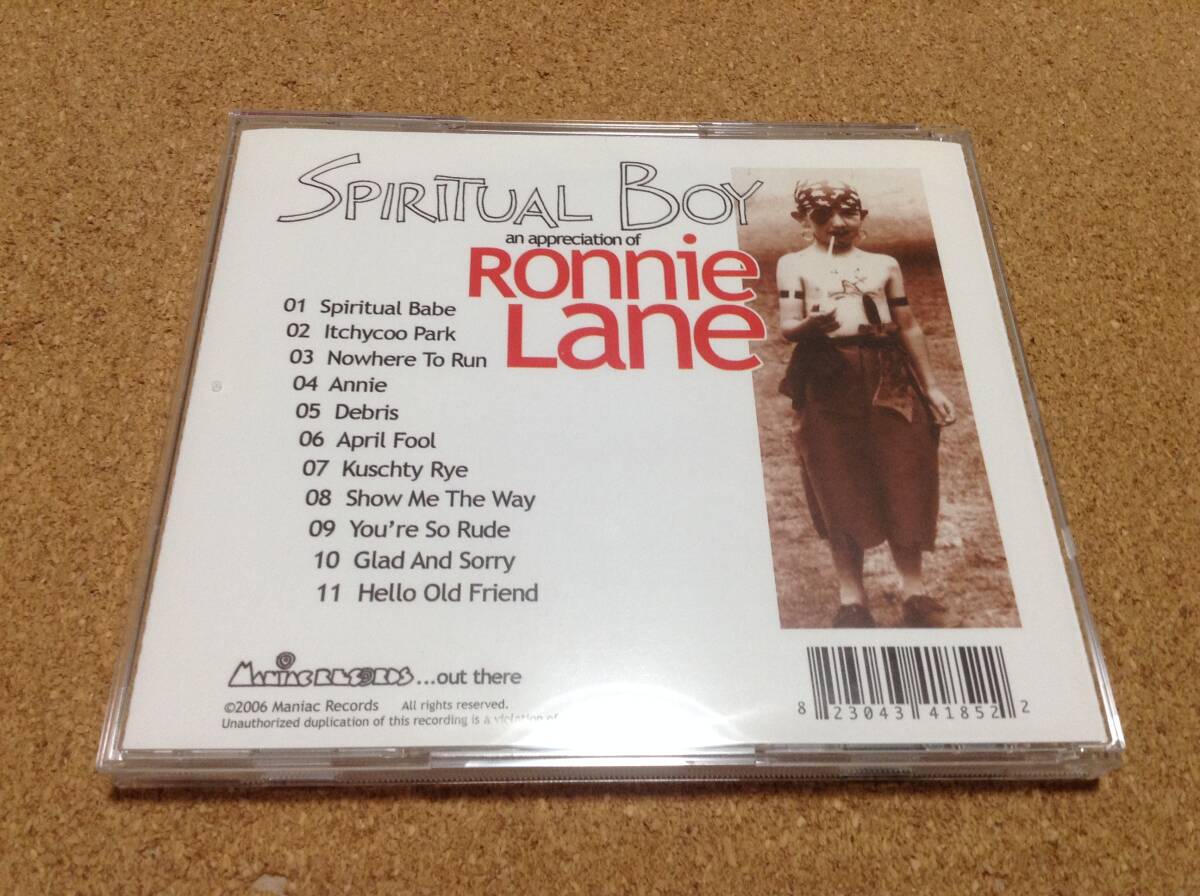 SPIRITUAL BOY
an appreciation of
Ronnie
Lane
01 Spiritual Babe
02 Itchycoo Park
03 Nowhere To Run
04 Annie
05 Debris
06 April Fool
07 Kuschty Rye
08 Show Me The Way
09 You're So Rude
10 Glad And Sorry
11 Hello Old Friend
MANIAC RECORDS ...out there
©2006 Maniac Records All rights reserved.
Unauthorized duplication of this recording is a violation of
8 23043 41852 2